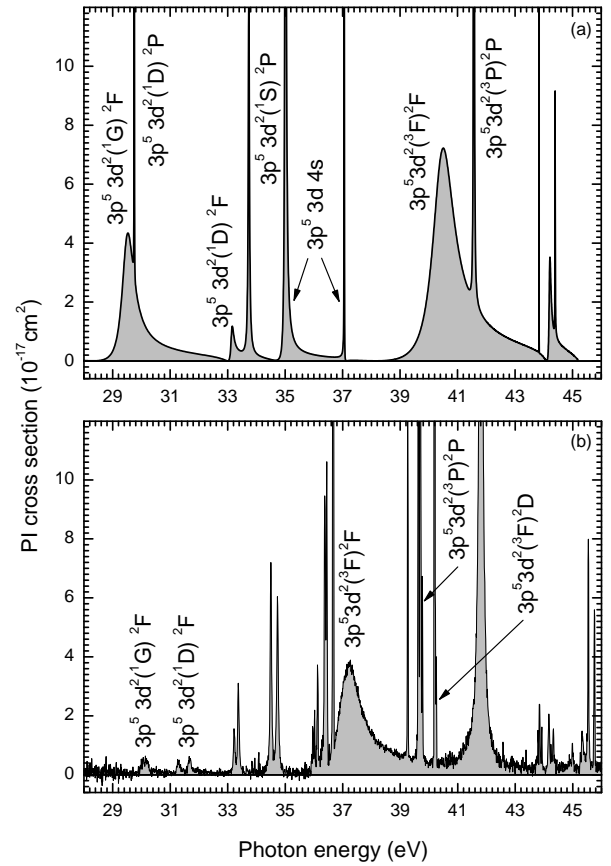 (a)
12
10
8
6
4
2
0
3p⁵ 3d²(¹G) ²F
3p⁵ 3d²(¹D) ²P
3p⁵ 3d²(¹D) ²F
3p⁵ 3d²(¹S) ²P
3p⁵ 3d 4s
3p⁵3d²(³F)²F
3p⁵3d²(³P)²P
29 31 33 35 37 39 41 43 45
PI cross section (10⁻¹⁷cm²)
(b)
12
10
8
6
4
2
0
3p⁵ 3d²(¹G) ²F
3p⁵ 3d²(¹D) ²F
3p⁵3d²(³F)²F
3p⁵3d²(³P)²P
3p⁵3d²(³F)²D
29 31 33 35 37 39 41 43 45
Photon energy (eV)